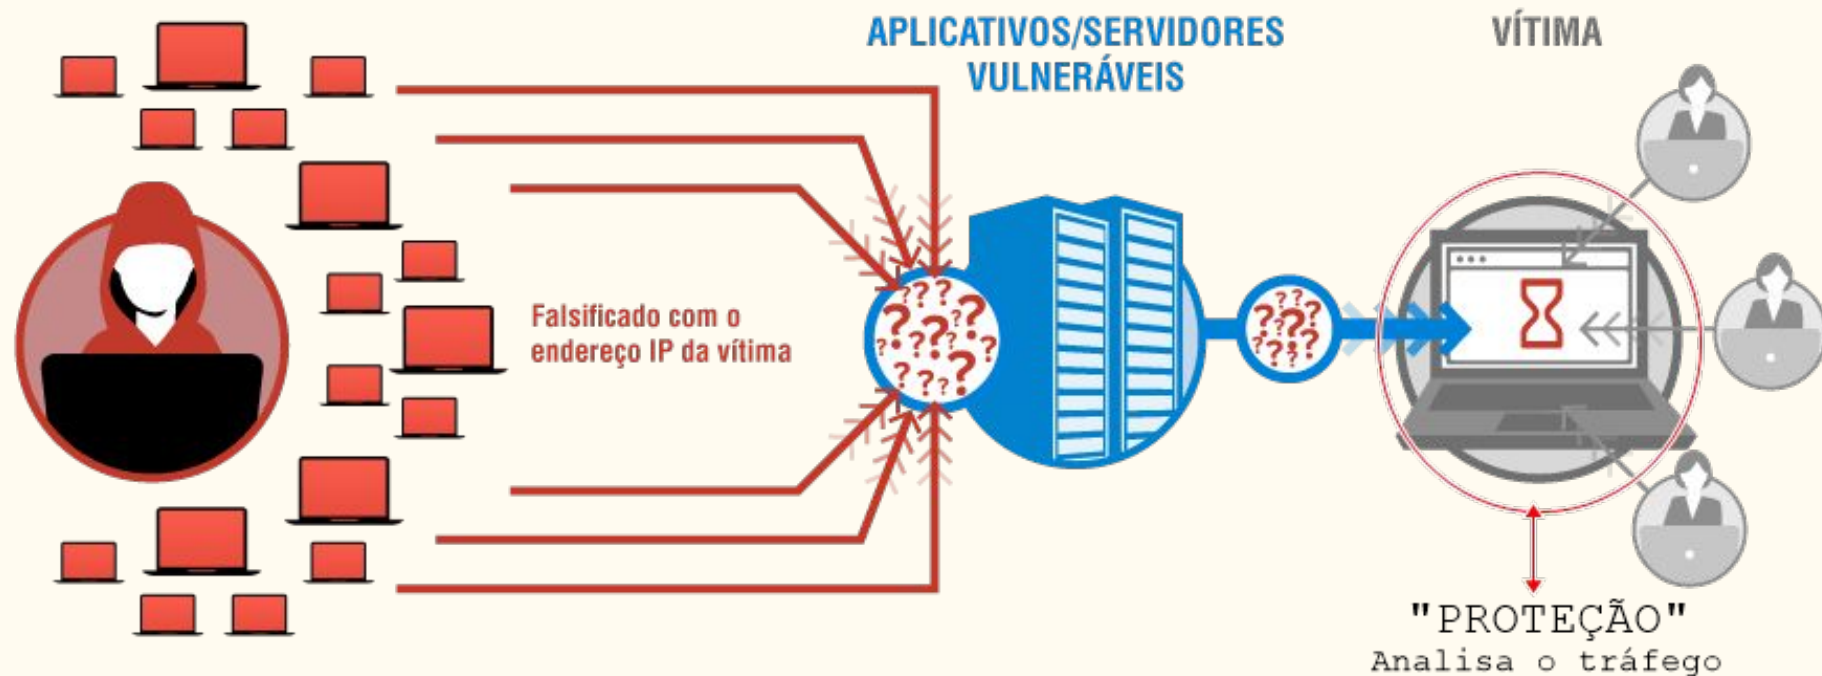 APLICATIVOS/SERVIDORES
VULNERÁVEIS
VÍTIMA
Falsificado com o
endereço IP da vítima
"PROTEÇÃO"
Analisa o tráfego